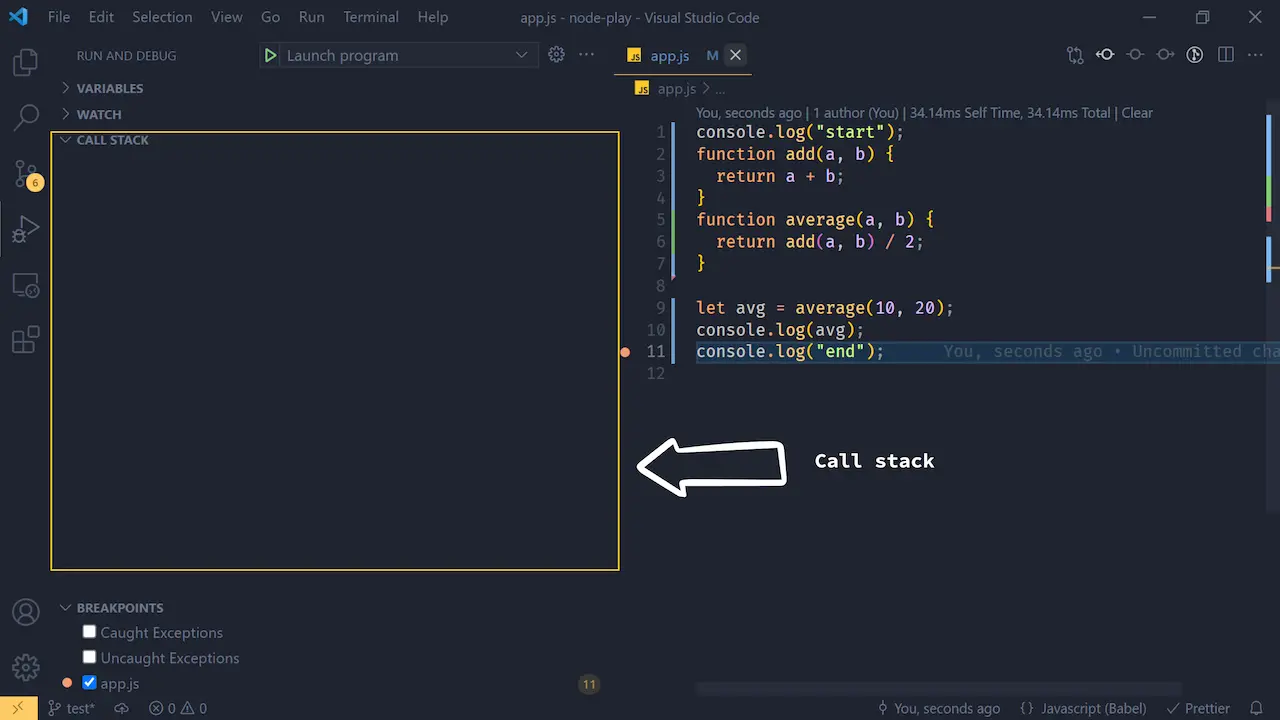 File Edit Selection View Go Run Terminal Help app.js - node-play - Visual Studio Code
RUN AND DEBUG Launch program
VARIABLES
WATCH
CALL STACK
6
BREAKPOINTS
Caught Exceptions
Uncaught Exceptions
app.js 11
JS app.js M
JS app.js > ...
You, seconds ago | 1 author (You) | 34.14ms Self Time, 34.14ms Total | Clear
1 console.log("start");
2 function add(a, b) {
3 return a + b;
4 }
5 function average(a, b) {
6 return add(a, b) / 2;
7 }
8
9 let avg = average(10, 20);
10 console.log(avg);
11 console.log("end"); You, seconds ago • Uncommitted cha
12
Call stack
test* 0 0 You, seconds ago {} Javascript (Babel) Prettier